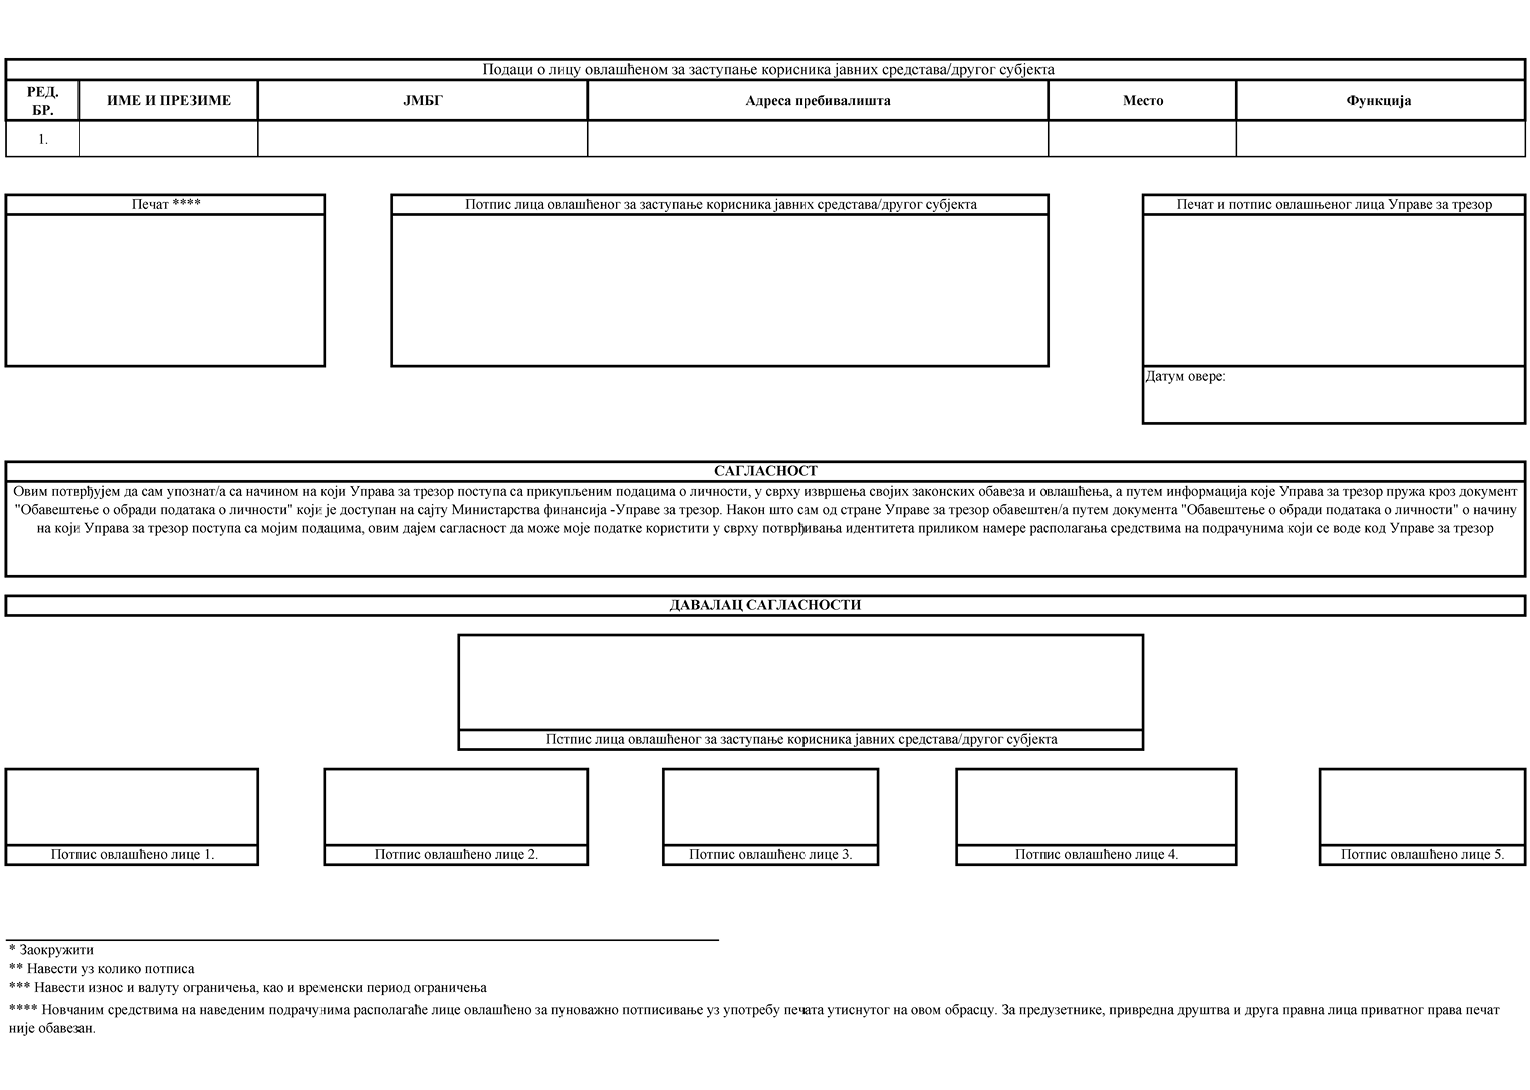 Подаци о лицу овлашћеном за заступање корисника јавних средстава/другог субјекта
РЕД. БР. ИМЕ И ПРЕЗИМЕ ЈМБГ Адреса пребивалишта Место Функција
1.
Печат **** Потпис лица овлашћеног за заступање корисника јавних средстава/другог субјекта Печат и потпис овлашњеног лица Управе за трезор
Датум овере:
САГЛАСНОСТ
Овим потврђујем да сам упознат/а са начином на који Управа за трезор поступа са прикупљеним подацима о личности, у сврху извршења својих законских обавеза и овлашћења, а путем информација које Управа за трезор пружа кроз документ
"Обавештење о обради података о личности" који је доступан на сајту Министарства финансија -Управе за трезор. Након што сам од стране Управе за трезор обавештен/а путем документа "Обавештење о обради података о личности" о начину
на који Управа за трезор поступа са мојим подацима, овим дајем сагласност да може моје податке користити у сврху потврђивања идентитета приликом намере располагања средствима на подрачунима који се воде код Управе за трезор
ДАВАЛАЦ САГЛАСНОСТИ
Потпис лица овлашћеног за заступање корисника јавних средстава/другог субјекта
Потпис овлашћено лице 1. Потпис овлашћено лице 2. Потпис овлашћено лице 3. Потпис овлашћено лице 4. Потпис овлашћено лице 5.
* Заокружити
** Навести уз колико потписа
*** Навести износ и валуту ограничења, као и временски период ограничења
**** Новчаним средствима на наведеним подрачунима располагаће лице овлашћено за пуноважно потписивање уз употребу печата утиснутог на овом обрасцу. За предузетнике, привредна друштва и друга правна лица приватног права печат
није обавезан.